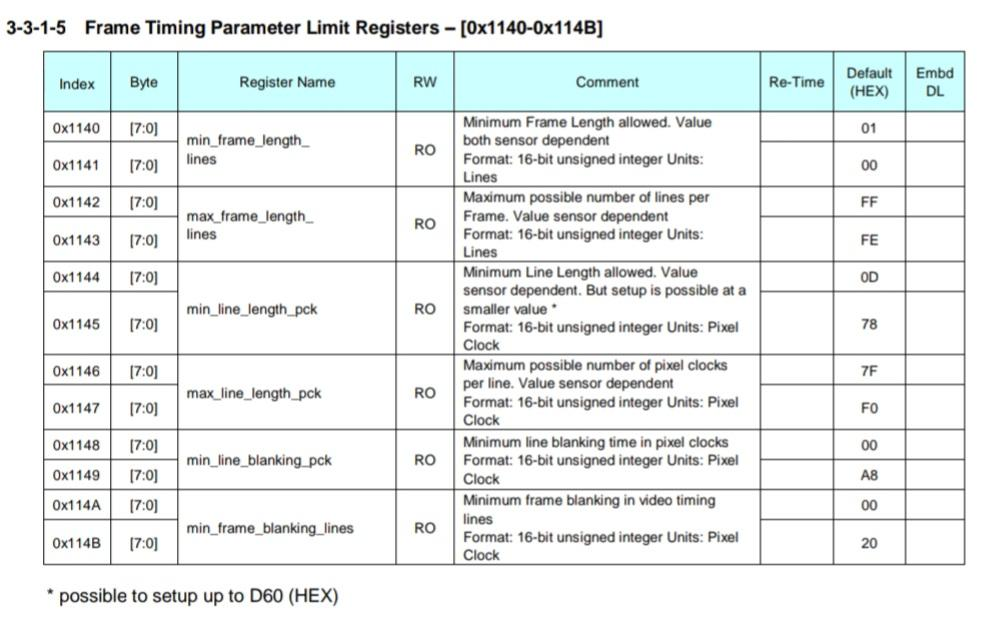 3-3-1-5 Frame Timing Parameter Limit Registers – [0x1140-0x114B]
Index Byte Register Name RW Comment Re-Time Default (HEX) Embd DL
0x1140 [7:0] 01
0x1141 [7:0] 00
min_frame_length_
lines
RO
Minimum Frame Length allowed. Value
both sensor dependent
Format: 16-bit unsigned integer Units:
Lines
0x1142 [7:0] FF
0x1143 [7:0] FE
max_frame_length_
lines
RO
Maximum possible number of lines per
Frame. Value sensor dependent
Format: 16-bit unsigned integer Units:
Lines
0x1144 [7:0] 0D
0x1145 [7:0] 78
min_line_length_pck
RO
Minimum Line Length allowed. Value
sensor dependent. But setup is possible at a
smaller value *
Format: 16-bit unsigned integer Units: Pixel
Clock
0x1146 [7:0] 7F
0x1147 [7:0] F0
max_line_length_pck
RO
Maximum possible number of pixel clocks
per line. Value sensor dependent
Format: 16-bit unsigned integer Units: Pixel
Clock
0x1148 [7:0] 00
0x1149 [7:0] A8
min_line_blanking_pck
RO
Minimum line blanking time in pixel clocks
Format: 16-bit unsigned integer Units: Pixel
Clock
0x114A [7:0] 00
0x114B [7:0] 20
min_frame_blanking_lines
RO
Minimum frame blanking in video timing
lines
Format: 16-bit unsigned integer Units: Pixel
Clock
* possible to setup up to D60 (HEX)